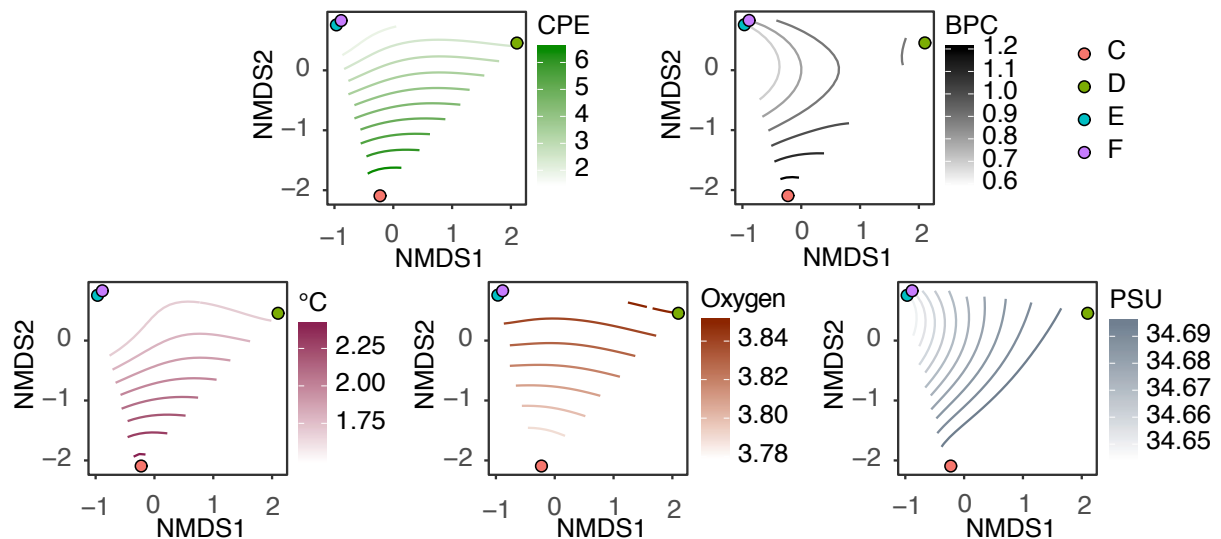 CPE
NMDS2
0
−1
−2
6
5
4
3
2
−1 0 1 2
NMDS1
BPC
NMDS2
0
−1
−2
1.2
1.1
1.0
0.9
0.8
0.7
0.6
−1 0 1 2
NMDS1
C
D
E
F
°C
NMDS2
0
−1
−2
2.25
2.00
1.75
−1 0 1 2
NMDS1
Oxygen
NMDS2
0
−1
−2
3.84
3.82
3.80
3.78
−1 0 1 2
NMDS1
PSU
NMDS2
0
−1
−2
34.69
34.68
34.67
34.66
34.65
−1 0 1 2
NMDS1